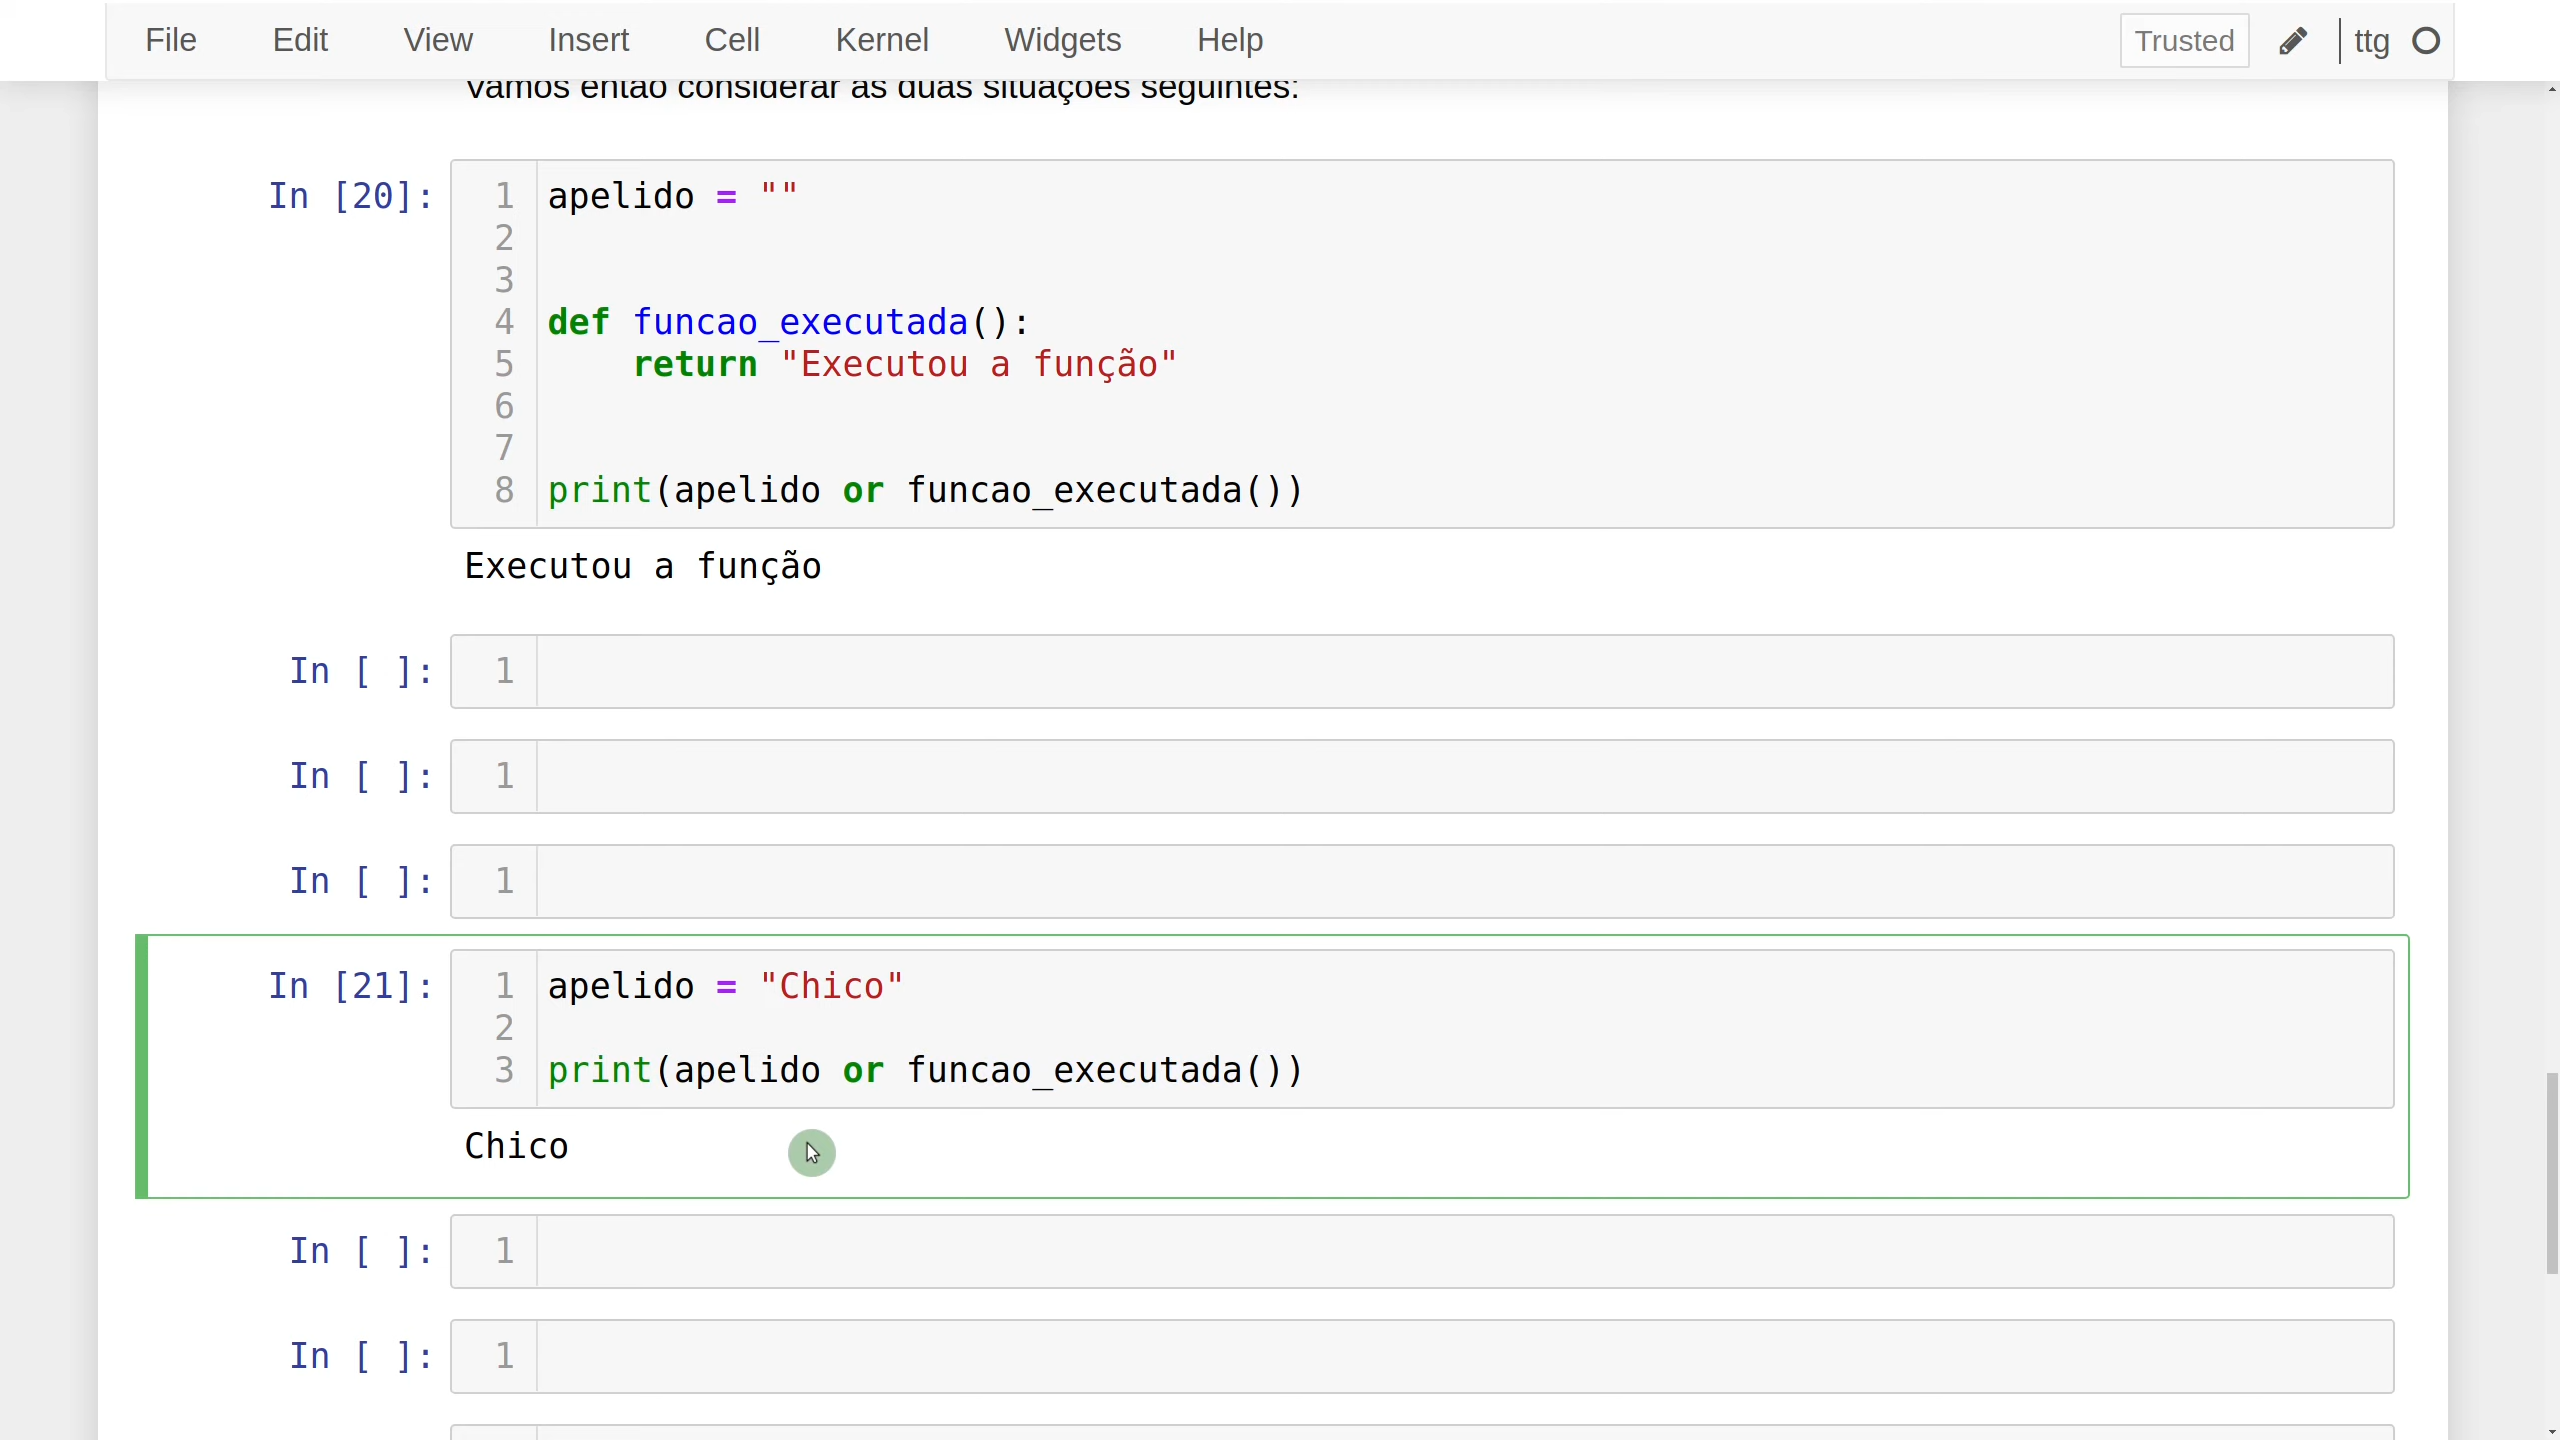 File Edit View Insert Cell Kernel Widgets Help Trusted ttg
Vamos então considerar as duas situações seguintes:
In [20]: 1 apelido = ""
2
3
4 def funcao_executada():
5     return "Executou a função"
6
7
8 print(apelido or funcao_executada())
Executou a função
In [ ]: 1
In [ ]: 1
In [ ]: 1
In [21]: 1 apelido = "Chico"
2
3 print(apelido or funcao_executada())
Chico
In [ ]: 1
In [ ]: 1